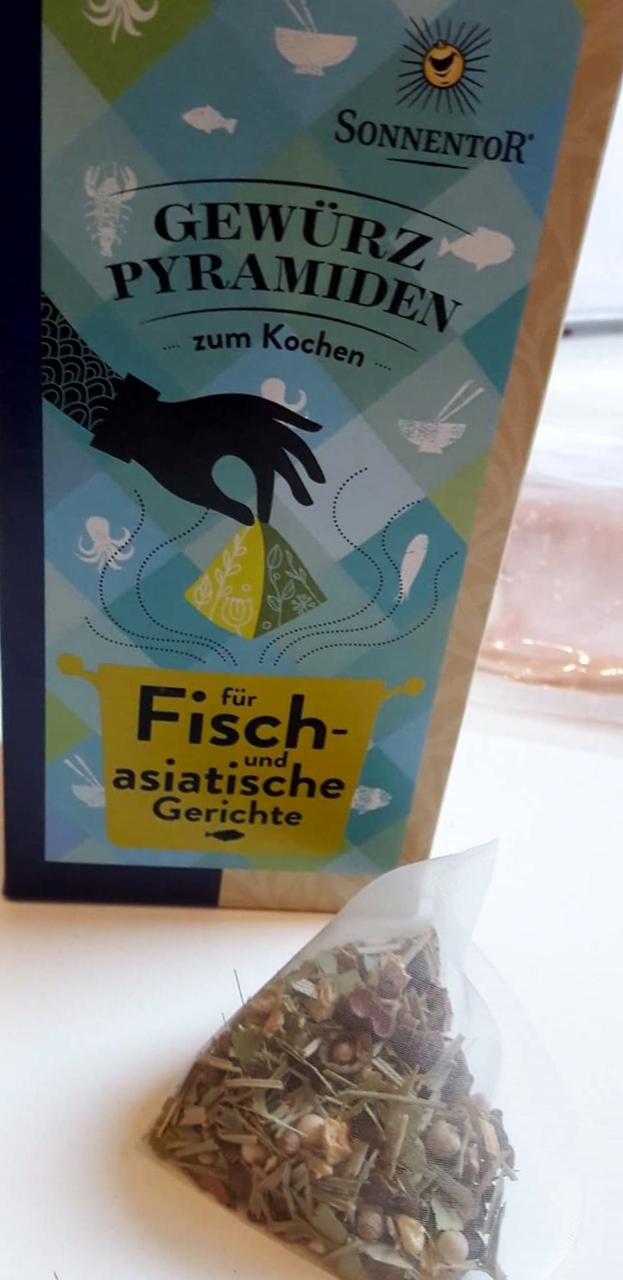 SONNENTOR®
GEWÜRZ
PYRAMIDEN
zum Kochen
für
Fisch-
und
asiatische
Gerichte